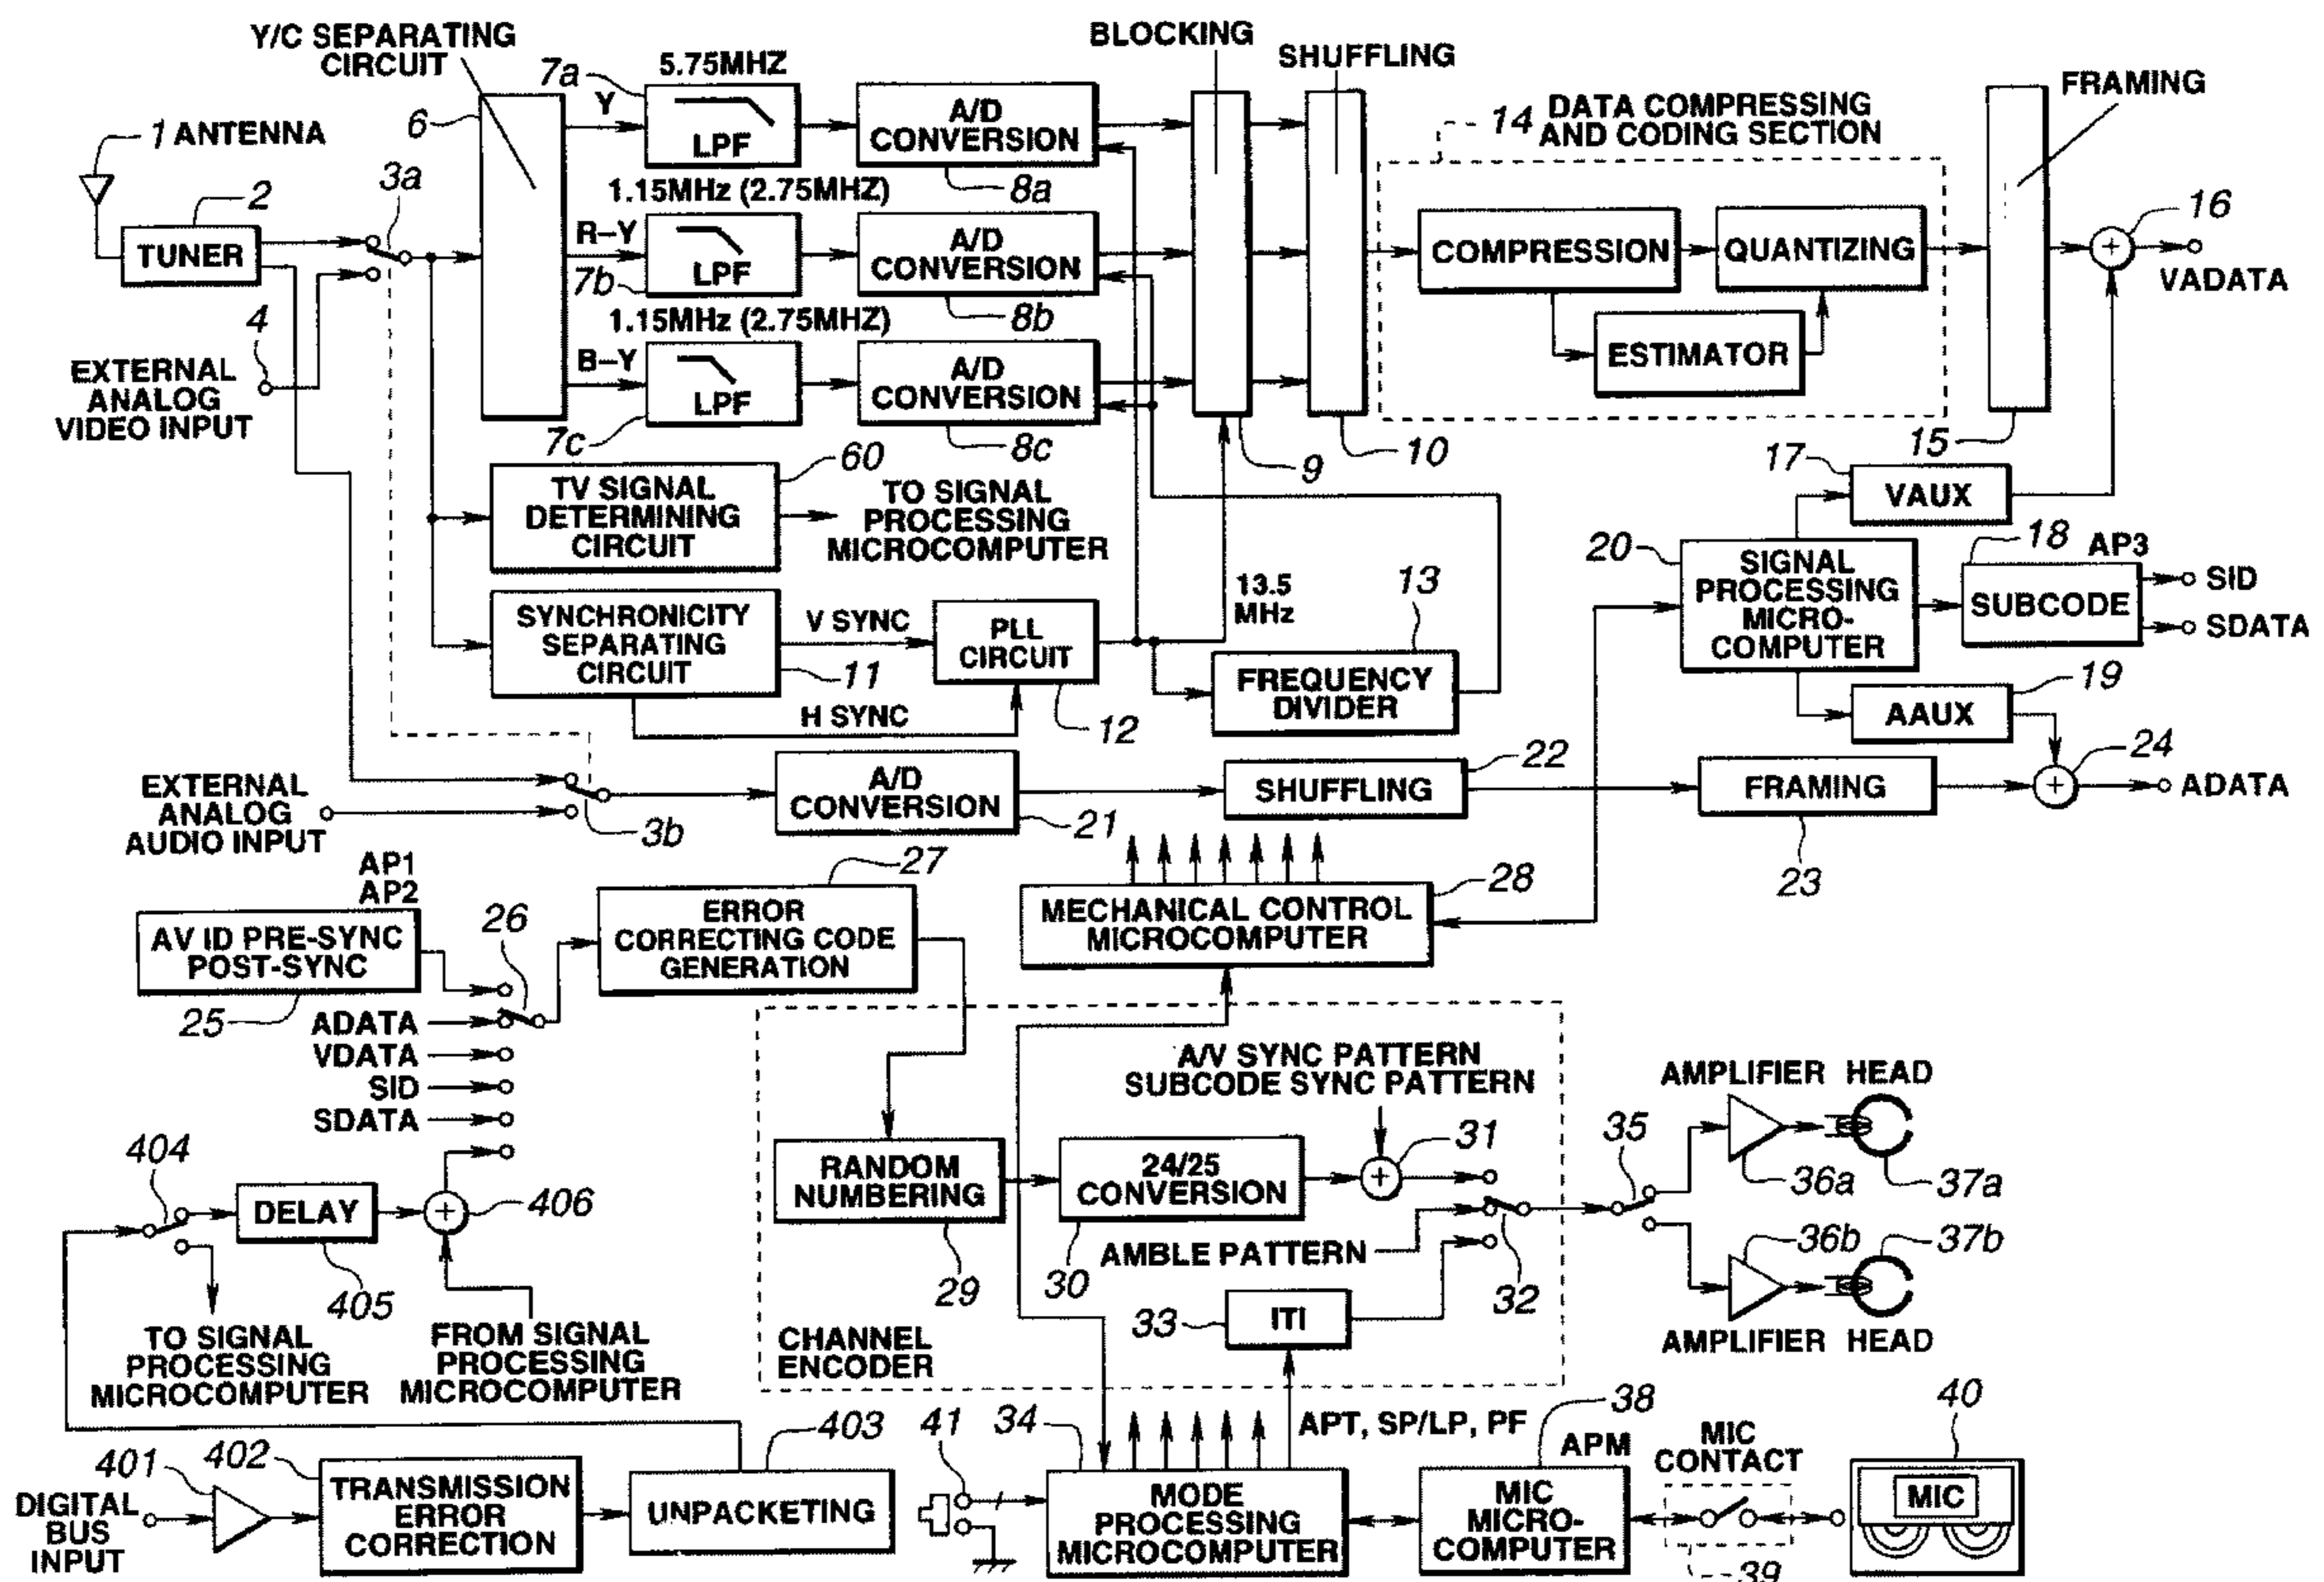 Y/C SEPARATING
CIRCUIT
1 ANTENNA
2
TUNER
3a
4
EXTERNAL
ANALOG
VIDEO INPUT
6
Y
R–Y
B–Y
7a
5.75MHZ
LPF
1.15MHz (2.75MHZ)
7b
LPF
1.15MHz (2.75MHZ)
7c
LPF
A/D
CONVERSION
8a
A/D
CONVERSION
8b
A/D
CONVERSION
8c
BLOCKING
9
SHUFFLING
10
14
DATA COMPRESSING
AND CODING SECTION
COMPRESSION
QUANTIZING
ESTIMATOR
FRAMING
15
16
VADATA
60
TV SIGNAL
DETERMINING
CIRCUIT
TO SIGNAL
PROCESSING
MICROCOMPUTER
SYNCHRONICITY
SEPARATING
CIRCUIT
11
V SYNC
H SYNC
PLL
CIRCUIT
12
13.5
MHz
13
FREQUENCY
DIVIDER
17
VAUX
20
SIGNAL
PROCESSING
MICRO-
COMPUTER
18
AP3
SUBCODE
SID
SDATA
19
AAUX
EXTERNAL
ANALOG
AUDIO INPUT
3b
A/D
CONVERSION
21
SHUFFLING
22
FRAMING
23
24
ADATA
AP1
AP2
AV ID PRE-SYNC
POST-SYNC
25
26
ADATA
VDATA
SID
SDATA
27
ERROR
CORRECTING CODE
GENERATION
28
MECHANICAL CONTROL
MICROCOMPUTER
404
DELAY
405
406
TO SIGNAL
PROCESSING
MICROCOMPUTER
FROM SIGNAL
PROCESSING
MICROCOMPUTER
CHANNEL
ENCODER
RANDOM
NUMBERING
29
24/25
CONVERSION
30
A/V SYNC PATTERN
SUBCODE SYNC PATTERN
31
AMBLE PATTERN
32
33
ITI
35
AMPLIFIER HEAD
36a
37a
36b
37b
AMPLIFIER HEAD
401
DIGITAL
BUS
INPUT
402
TRANSMISSION
ERROR
CORRECTION
403
UNPACKETING
41
34
MODE
PROCESSING
MICROCOMPUTER
APT, SP/LP, PF
38
APM
MIC
MICRO-
COMPUTER
MIC
CONTACT
39
40
MIC